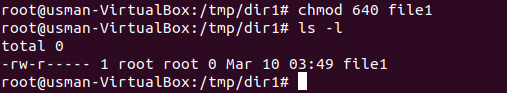 root@usman-VirtualBox:/tmp/dir1# chmod 640 file1
root@usman-VirtualBox:/tmp/dir1# ls -l
total 0
-rw-r----- 1 root root 0 Mar 10 03:49 file1
root@usman-VirtualBox:/tmp/dir1#